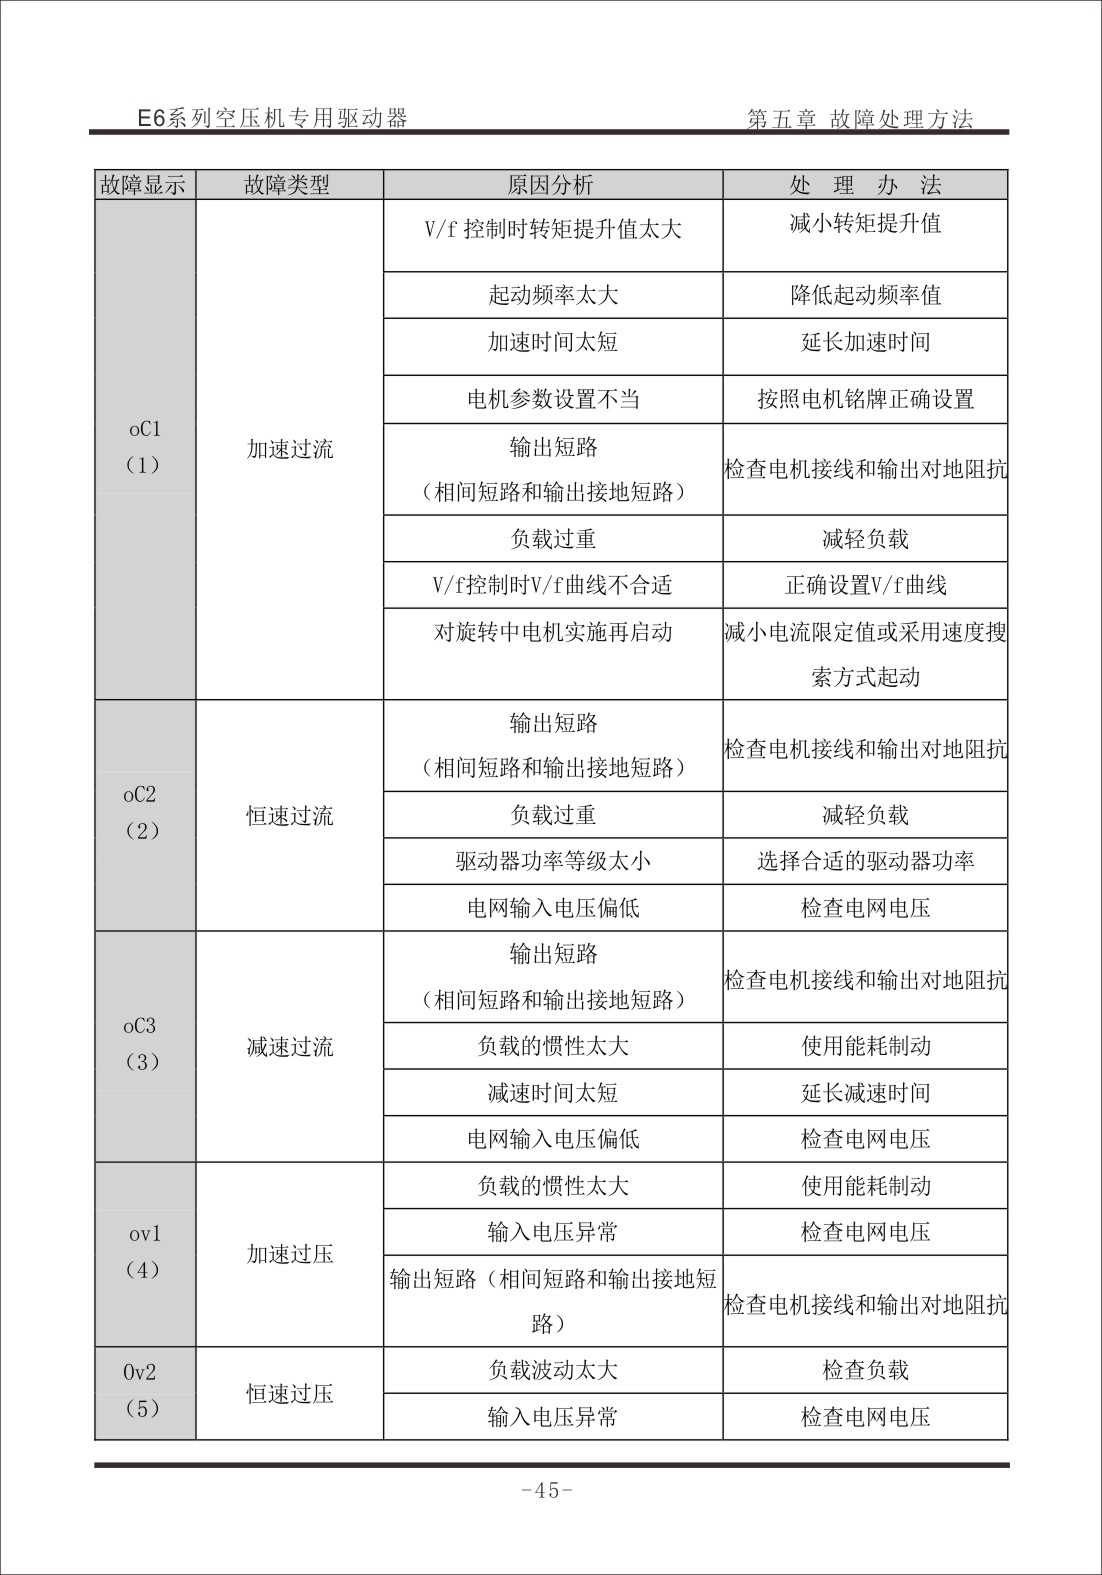 E6系列空压机专用驱动器 第五章 故障处理方法
故障显示 故障类型 原因分析 处 理 办 法
oC1
(1)
加速过流
V/f 控制时转矩提升值太大 减小转矩提升值
起动频率太大 降低起动频率值
加速时间太短 延长加速时间
电机参数设置不当 按照电机铭牌正确设置
输出短路
（相间短路和输出接地短路）
检查电机接线和输出对地阻抗
负载过重 减轻负载
V/f控制时V/f曲线不合适 正确设置V/f曲线
对旋转中电机实施再启动 减小电流限定值或采用速度搜
索方式起动
oC2
(2)
恒速过流
输出短路
（相间短路和输出接地短路）
检查电机接线和输出对地阻抗
负载过重 减轻负载
驱动器功率等级太小 选择合适的驱动器功率
电网输入电压偏低 检查电网电压
oC3
(3)
减速过流
输出短路
（相间短路和输出接地短路）
检查电机接线和输出对地阻抗
负载的惯性太大 使用能耗制动
减速时间太短 延长减速时间
电网输入电压偏低 检查电网电压
ov1
(4)
加速过压
负载的惯性太大 使用能耗制动
输入电压异常 检查电网电压
输出短路（相间短路和输出接地短
路）
检查电机接线和输出对地阻抗
Ov2
(5)
恒速过压
负载波动太大 检查负载
输入电压异常 检查电网电压
-45-